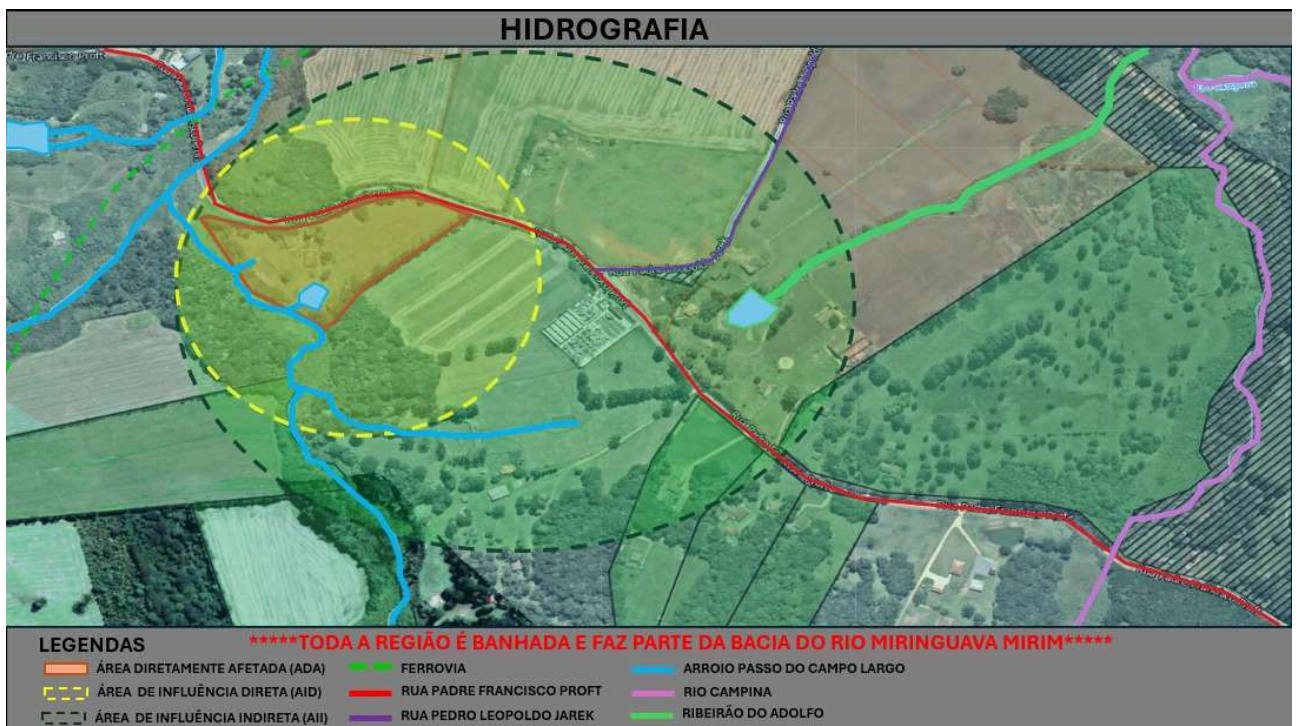 HIDROGRAFIA
LEGENDAS
*****TODA A REGIÃO É BANHADA E FAZ PARTE DA BACIA DO RIO MIRINGUAVA MIRIM*****
ÁREA DIRETAMENTE AFETADA (ADA)
FERROVIA
ARROIO PASSO DO CAMPO LARGO
ÁREA DE INFLUÊNCIA DIRETA (AID)
RUA PADRE FRANCISCO PROFT
RIO CAMPINA
ÁREA DE INFLUÊNCIA INDIRETA (AII)
RUA PEDRO LEOPOLDO JAREK
RIBEIRÃO DO ADOLFO